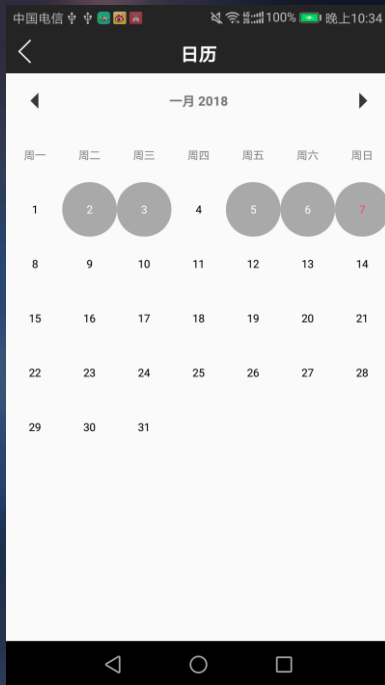 中国电信 100% 晚上10:34
日历
一月 2018
周一 周二 周三 周四 周五 周六 周日
1 2 3 4 5 6 7
8 9 10 11 12 13 14
15 16 17 18 19 20 21
22 23 24 25 26 27 28
29 30 31